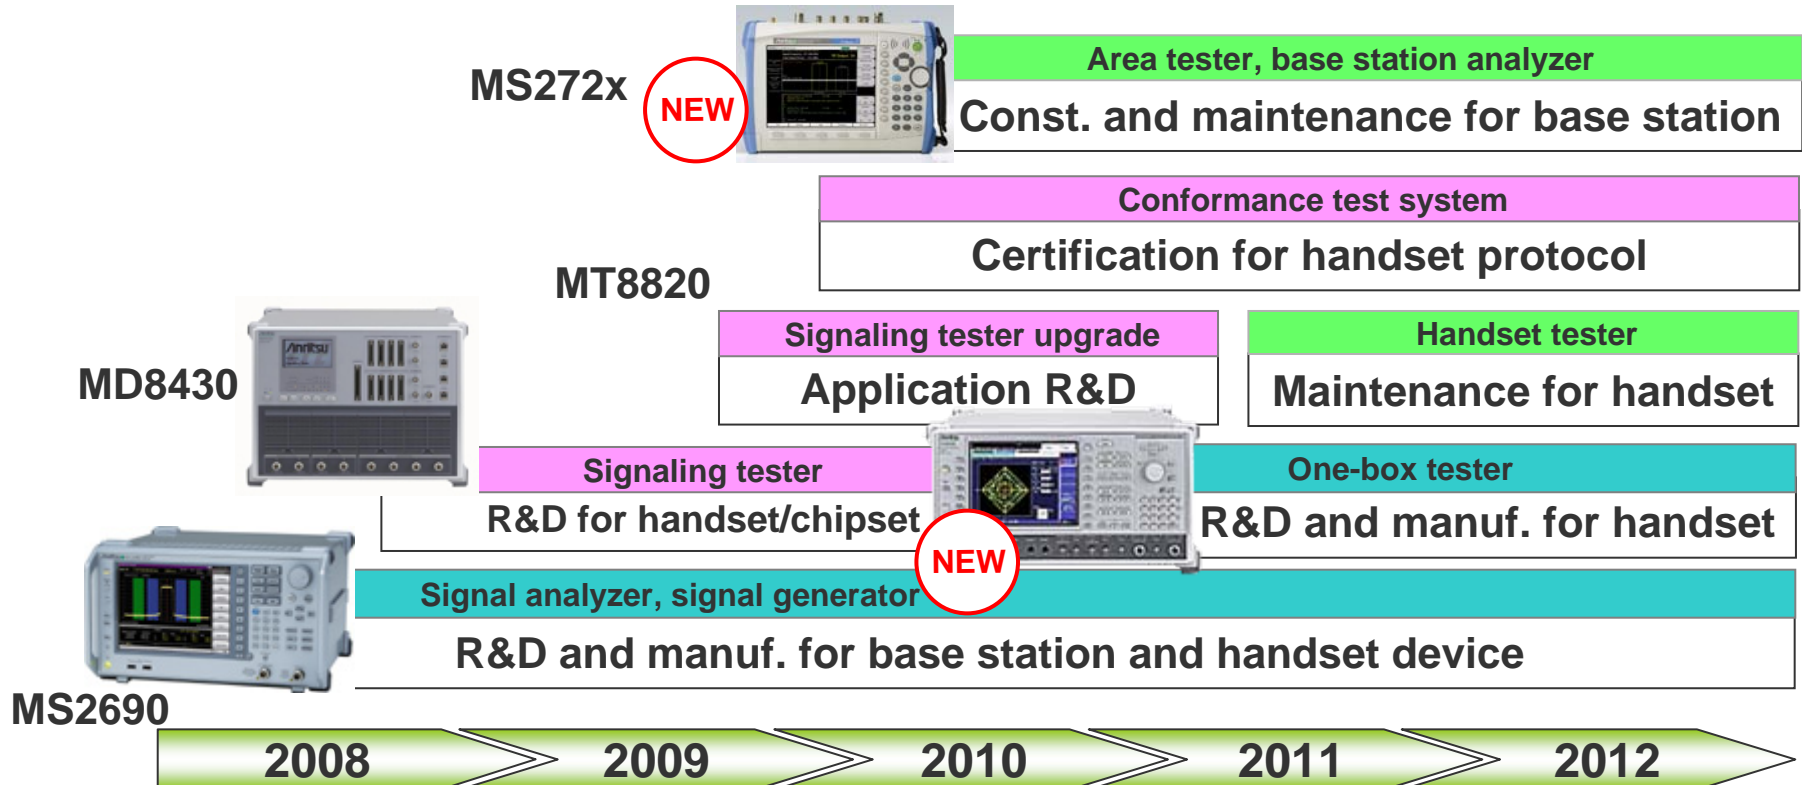 MS272x
NEW
Area tester, base station analyzer
Const. and maintenance for base station
Conformance test system
Certification for handset protocol
MT8820
Signaling tester upgrade
Application R&D
Handset tester
Maintenance for handset
MD8430
Anritsu
Signaling tester
R&D for handset/chipset
One-box tester
R&D and manuf. for handset
NEW
Signal analyzer, signal generator
R&D and manuf. for base station and handset device
MS2690
2008
2009
2010
2011
2012